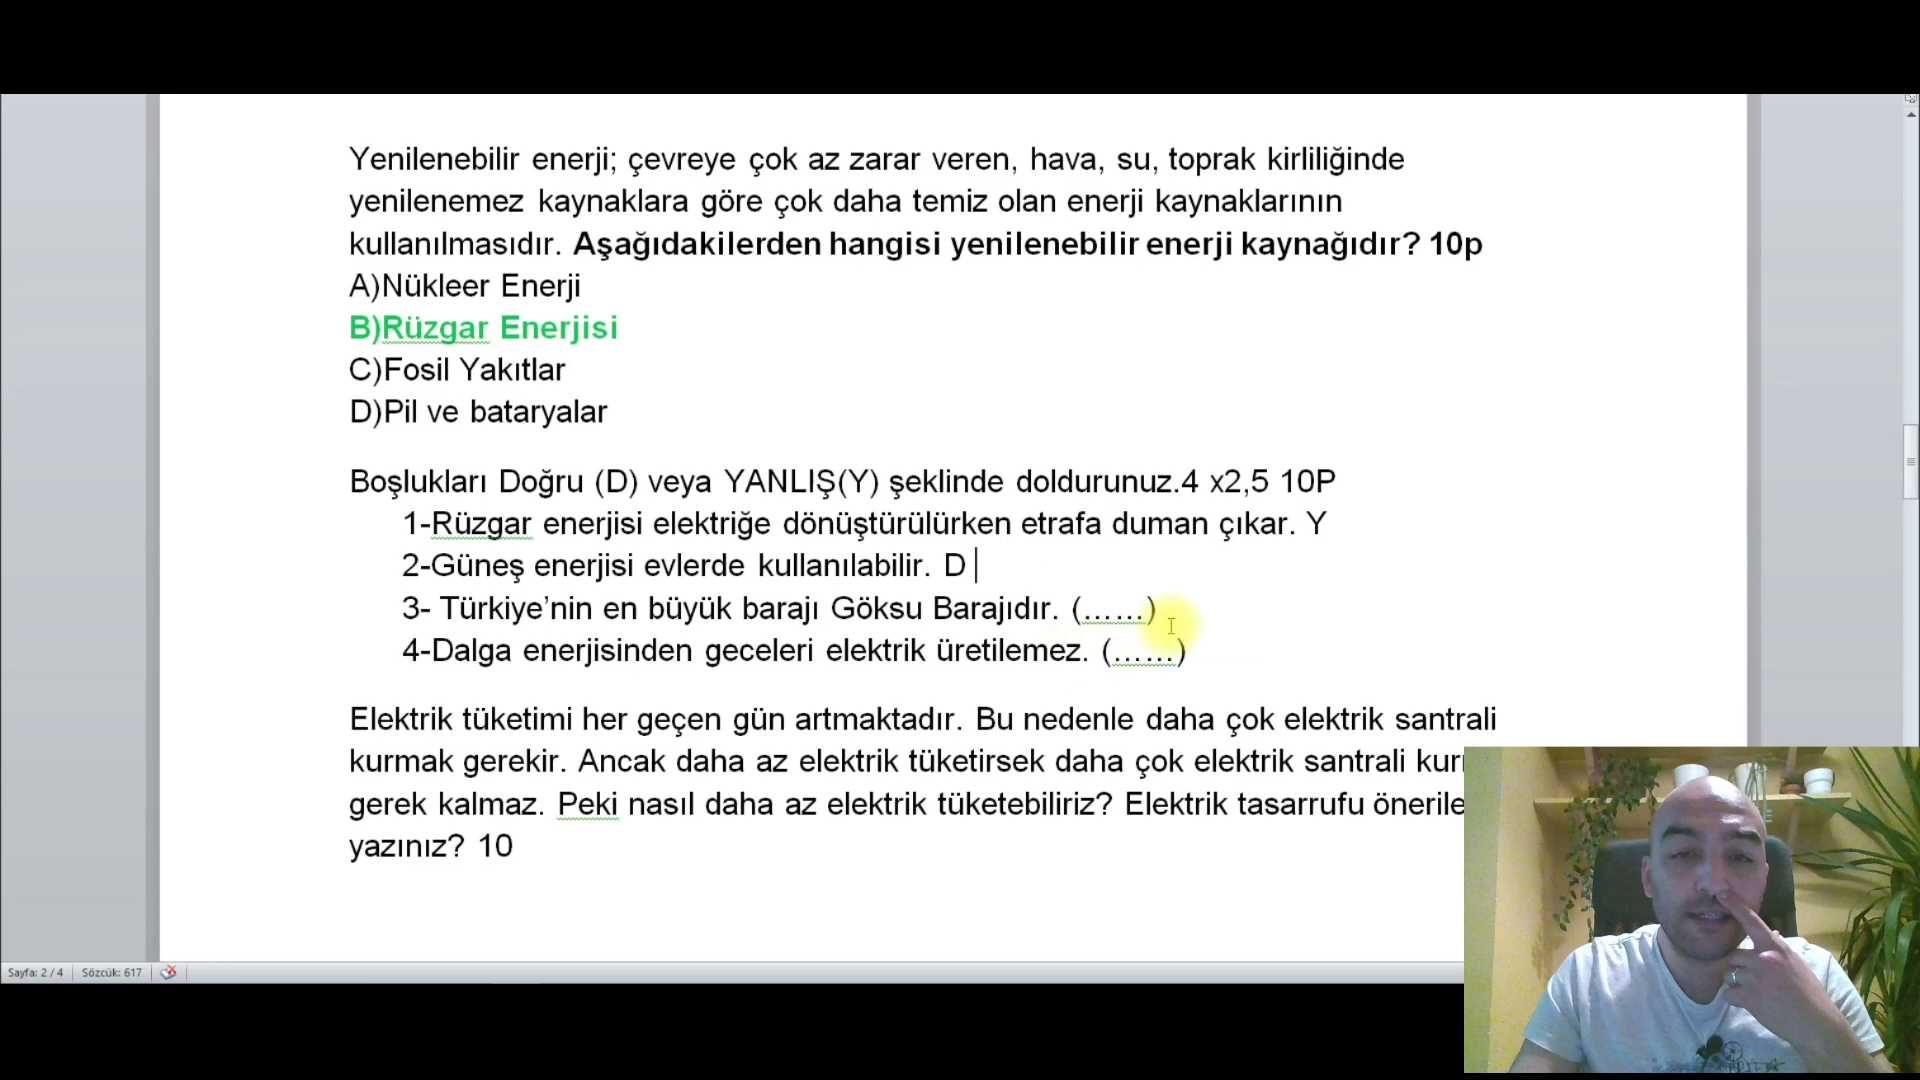 Yenilenebilir enerji; çevreye çok az zarar veren, hava, su, toprak kirliliğinde
yenilenemez kaynaklara göre çok daha temiz olan enerji kaynaklarının
kullanılmasıdır. Aşağıdakilerden hangisi yenilenebilir enerji kaynağıdır? 10p
A)Nükleer Enerji
B)Rüzgar Enerjisi
C)Fosil Yakıtlar
D)Pil ve bataryalar
Boşlukları Doğru (D) veya YANLIŞ(Y) şeklinde doldurunuz.4 x2,5 10P
1-Rüzgar enerjisi elektriğe dönüştürülürken etrafa duman çıkar. Y
2-Güneş enerjisi evlerde kullanılabilir. D
3- Türkiye’nin en büyük barajı Göksu Barajıdır. (……)
4-Dalga enerjisinden geceleri elektrik üretilemez. (……)
Elektrik tüketimi her geçen gün artmaktadır. Bu nedenle daha çok elektrik santrali
kurmak gerekir. Ancak daha az elektrik tüketirsek daha çok elektrik santrali
gerek kalmaz. Peki nasıl daha az elektrik tüketebiliriz? Elektrik tasarrufu
yazınız? 10
Sayfa: 2 / 4 Sözcük: 617